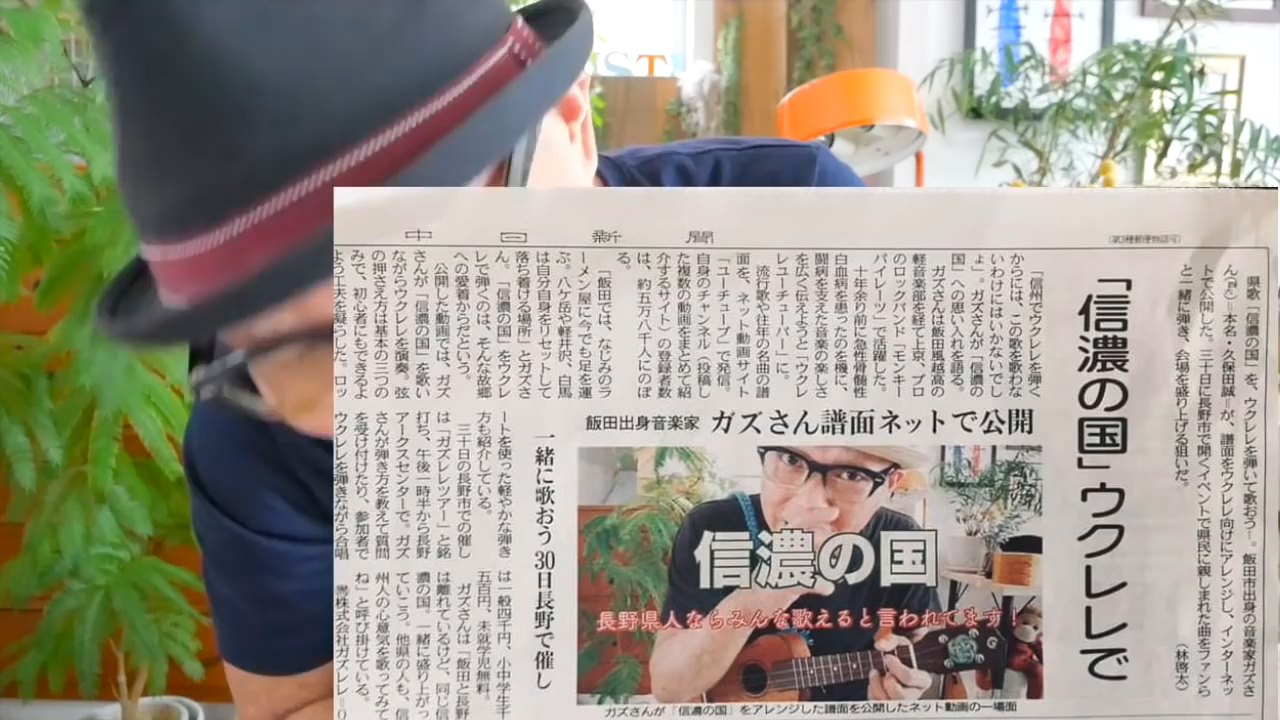 STA
中日新聞
(第3種郵便物認可)
「信濃の国」ウクレレで
県歌「信濃の国」を、ウクレレを弾いて歌おう―。飯田市出身の音楽家ガズさ
ん=本名・久保田誠=が、譜面をウクレレ向けにアレンジし、インターネッ
トで公開した。三十日に長野市で開くイベントで県民に親しまれた曲をファンら
と一緒に弾き、会場を盛り上げる狙いだ。
(林啓太)
飯田出身音楽家 ガズさん譜面ネットで公開
「信州でウクレレを弾く
からには、この歌を歌わな
いわけにはいかないでし
ょ」。ガズさんが「信濃の
国」への思い入れを語る。
ガズさんは飯田風越高の
軽音楽部を経て上京、プロ
のロックバンド「モンキー
パイレーツ」で活躍した。
十年余り前に急性骨髄性
白血病を患ったのを機に、
闘病を支えた音楽の楽しさ
を広く伝えようと「ウクレ
レユーチューバー」に。
流行歌や往年の名曲の譜
面を、ネット動画サイト
「ユーチューブ」で発信。
自身のチャンネル(投稿し
た複数の動画をまとめて紹
介するサイト)の登録者数
は、約五万八千人にのぼ
る。
「飯田では、なじみのラ
ーメン屋に今でも足を運
ぶ。八ケ岳や軽井沢、白馬
は自分自身をリセットして
落ち着ける場所」とガズさ
ん。「信濃の国」をウクレ
レで弾くのは、そんな故郷
への愛着からだという。
公開した動画では、ガズ
さんが「信濃の国」を歌い
ながらウクレレを演奏。弦
の押さえ方は基本の三つの
みで、初心者にもできるよ
う工夫を凝らした。ロッ
一緒に歌おう 30日長野で催し
ートを使った軽やかな弾き
方も紹介している。
三十日の長野市での催し
は「ガズレレツアー」と銘
打ち、午後一時半から長野
アークスセンターで。ガズ
さんが弾き方を教えて質問
を受け付けたり、参加者で
ウクレレを弾きながら合唱
は一般四千円、小中学生千
五百円、未就学児無料。
ガズさんは「飯田と長野
は離れているけど、同じ信
濃の国。一緒に盛り上がっ
ていこう。他県の人も、信
州人の心意気を歌ってみて
ね」と呼び掛けている。
株式会社ガズレレ
信濃の国
長野県人ならみんな歌えると言われてます!
ガズさんが「信濃の国」をアレンジした譜面を公開したネット動画の一場面